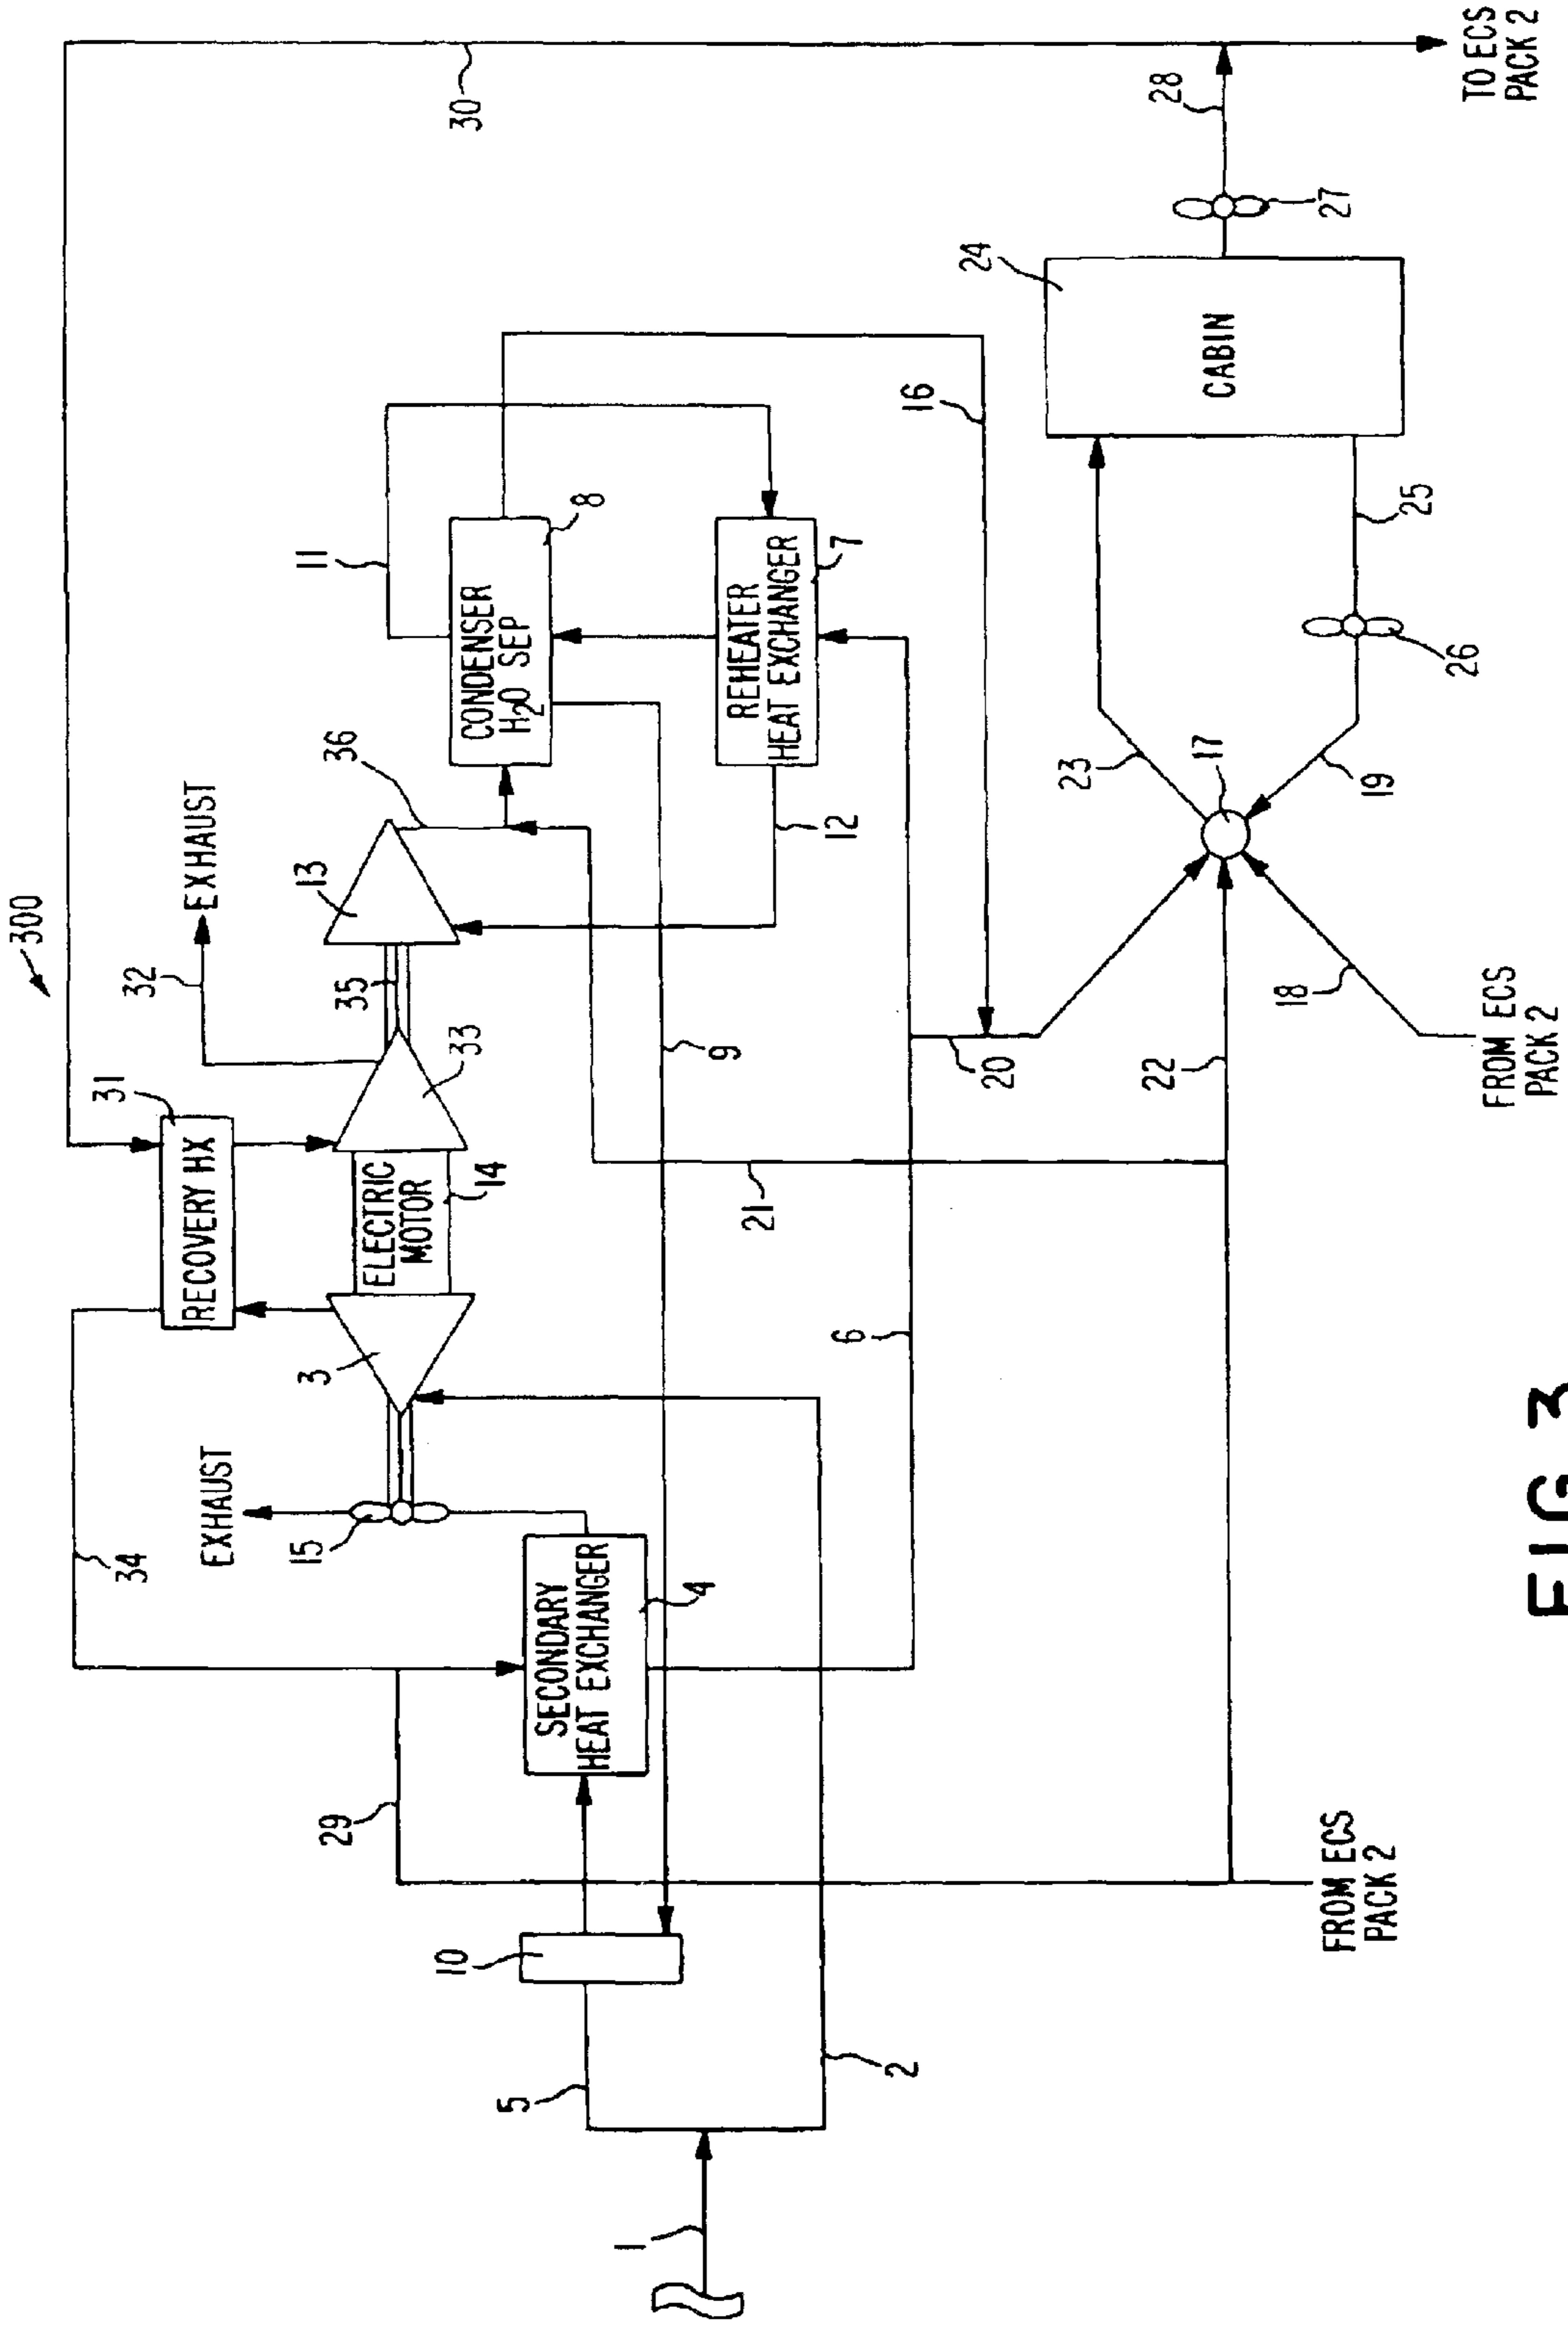 300
30
31
RECOVERY HX
32
EXHAUST
34
EXHAUST
15
3
ELECTRIC
MOTOR
14
33
35
13
36
11
CONDENSER
H2O SEP
8
REHEATER
HEAT EXCHANGER
7
12
9
29
SECONDARY
HEAT EXCHANGER
4
10
5
1
2
6
21
20
16
22
18
17
23
19
24
CABIN
25
26
27
28
TO ECS
PACK 2
FROM ECS
PACK 2
FROM ECS
PACK 2
FIG 3